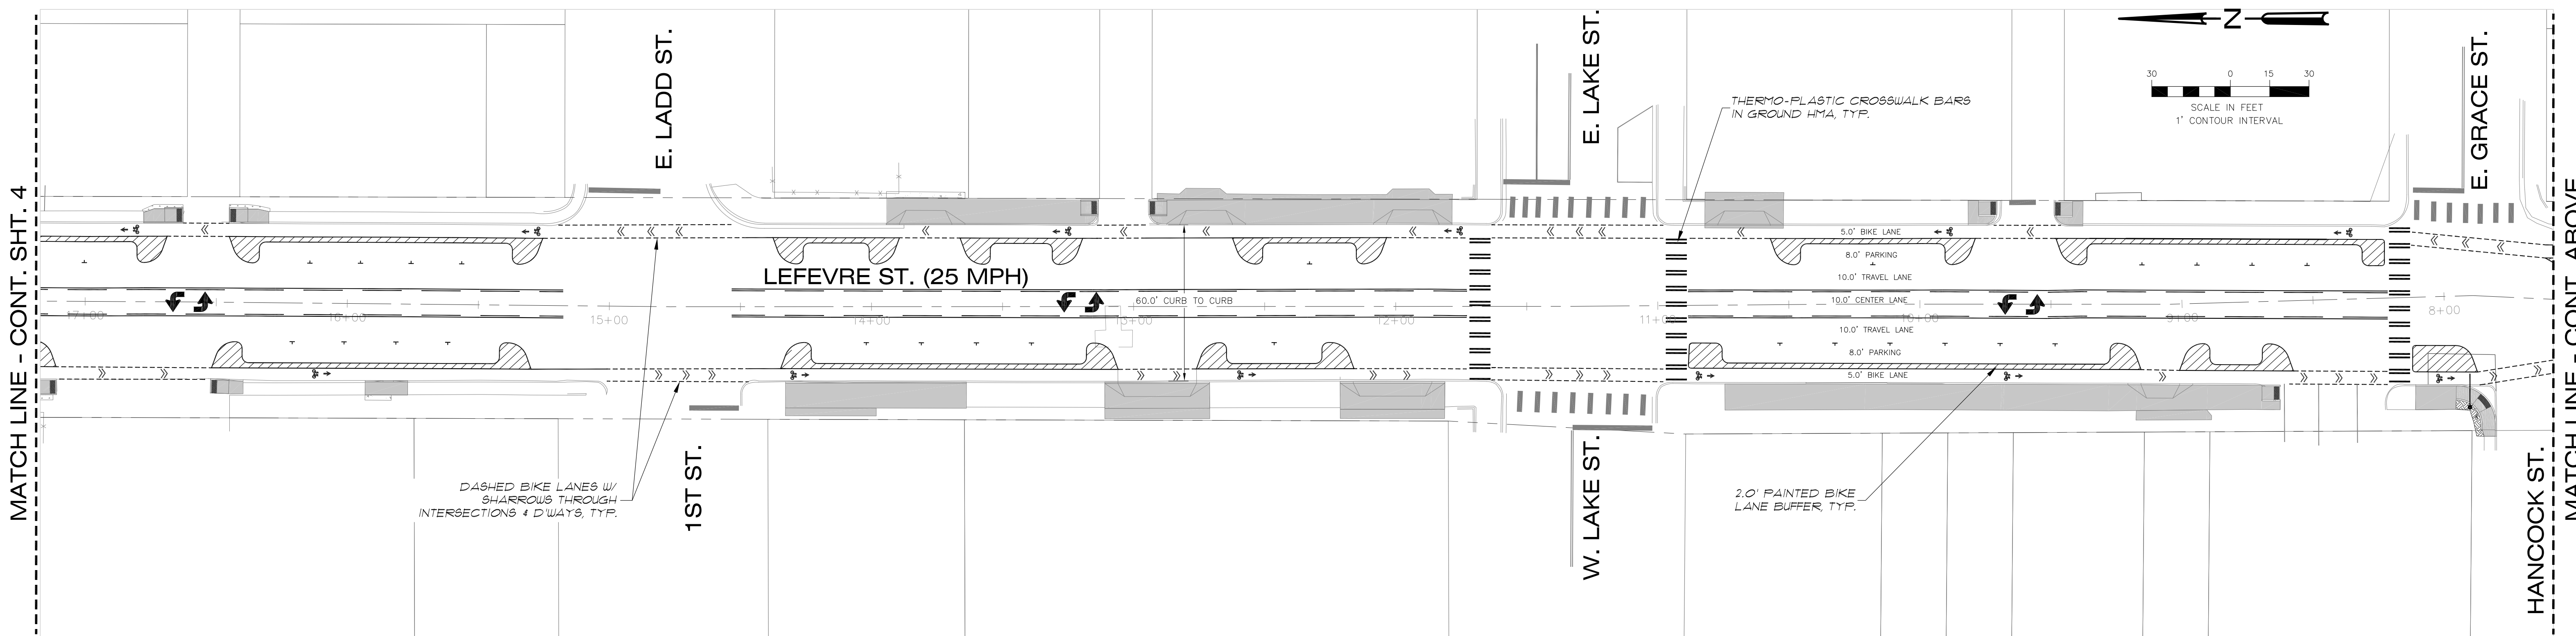 MATCH LINE - CONT. SHT. 4
E. LADD ST.
E. LAKE ST.
N
30 0 15 30
SCALE IN FEET
1' CONTOUR INTERVAL
E. GRACE ST.
THERMO-PLASTIC CROSSWALK BARS
IN GROUND HMA, TYP.
5.0' BIKE LANE
8.0' PARKING
10.0' TRAVEL LANE
LEFEVRE ST. (25 MPH)
60.0' CURB TO CURB
10.0' CENTER LANE
17+00
16+00
15+00
14+00
13+00
12+00
11+00
10+00
9+00
8+00
10.0' TRAVEL LANE
8.0' PARKING
5.0' BIKE LANE
DASHED BIKE LANES W/
SHARROWS THROUGH
INTERSECTIONS & D'WAYS, TYP.
1ST ST.
W. LAKE ST.
2.0' PAINTED BIKE
LANE BUFFER, TYP.
HANCOCK ST.
MATCH LINE - CONT. ABOVE